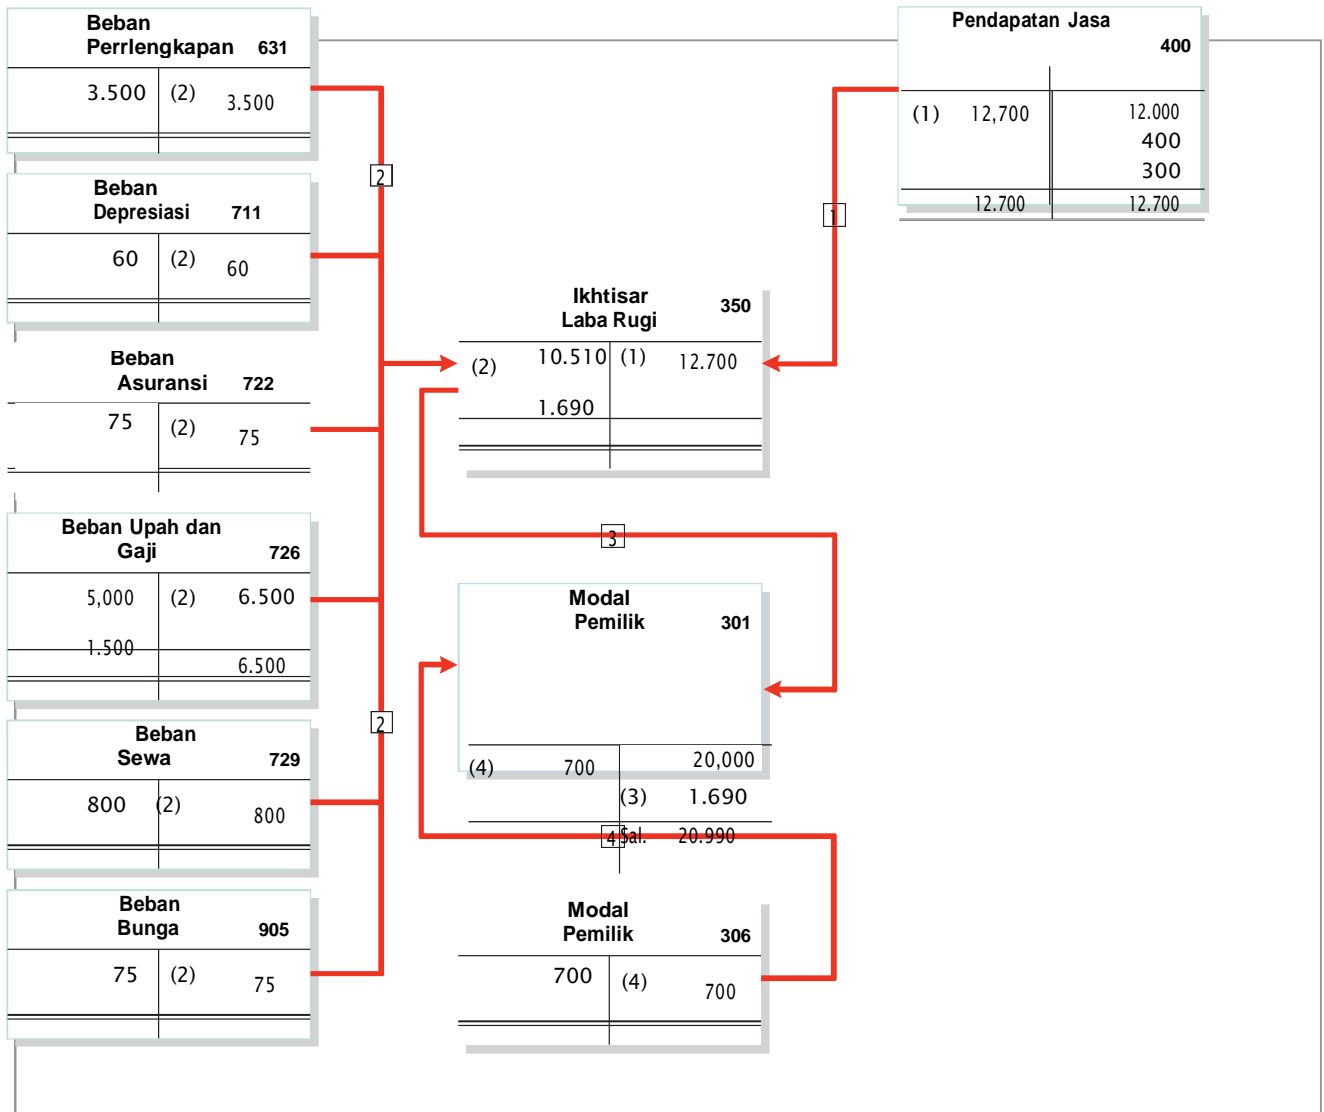 Beban
Perrlengkapan 631
3.500 (2) 3.500
Beban
Depresiasi 711
60 (2) 60
Beban
Asuransi 722
75 (2) 75
Beban Upah dan
Gaji 726
5,000 (2) 6.500
1.500
6.500
Beban
Sewa 729
800 (2) 800
Beban
Bunga 905
75 (2) 75
2
2
Ikhtisar
Laba Rugi 350
(2) 10.510 (1) 12.700
1.690
3
Modal
Pemilik 301
(4) 700 20,000
(3) 1.690
4 Sal. 20.990
Modal
Pemilik 306
700 (4) 700
Pendapatan Jasa
400
(1) 12,700 12.000
400
300
12.700 12.700
1